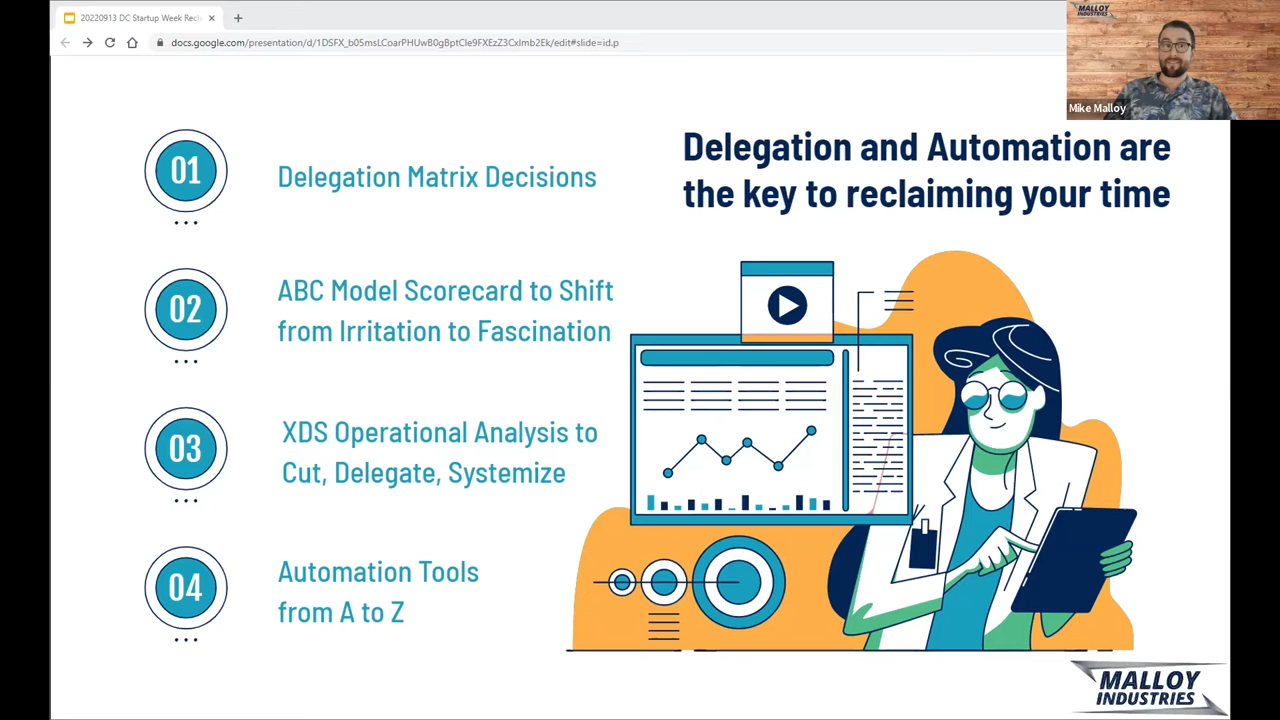 20220913 DC Startup Week Recl
docs.google.com/presentation/d/1DSFX_b05msLCoarPHUwB0gBptCle9FXEzZ3CxImb2Ek/edit#slide=id.p
MALLOY
INDUSTRIES
Mike Malloy
Delegation and Automation are
the key to reclaiming your time
01
Delegation Matrix Decisions
02
ABC Model Scorecard to Shift
from Irritation to Fascination
03
XDS Operational Analysis to
Cut, Delegate, Systemize
04
Automation Tools
from A to Z
MALLOY
INDUSTRIES